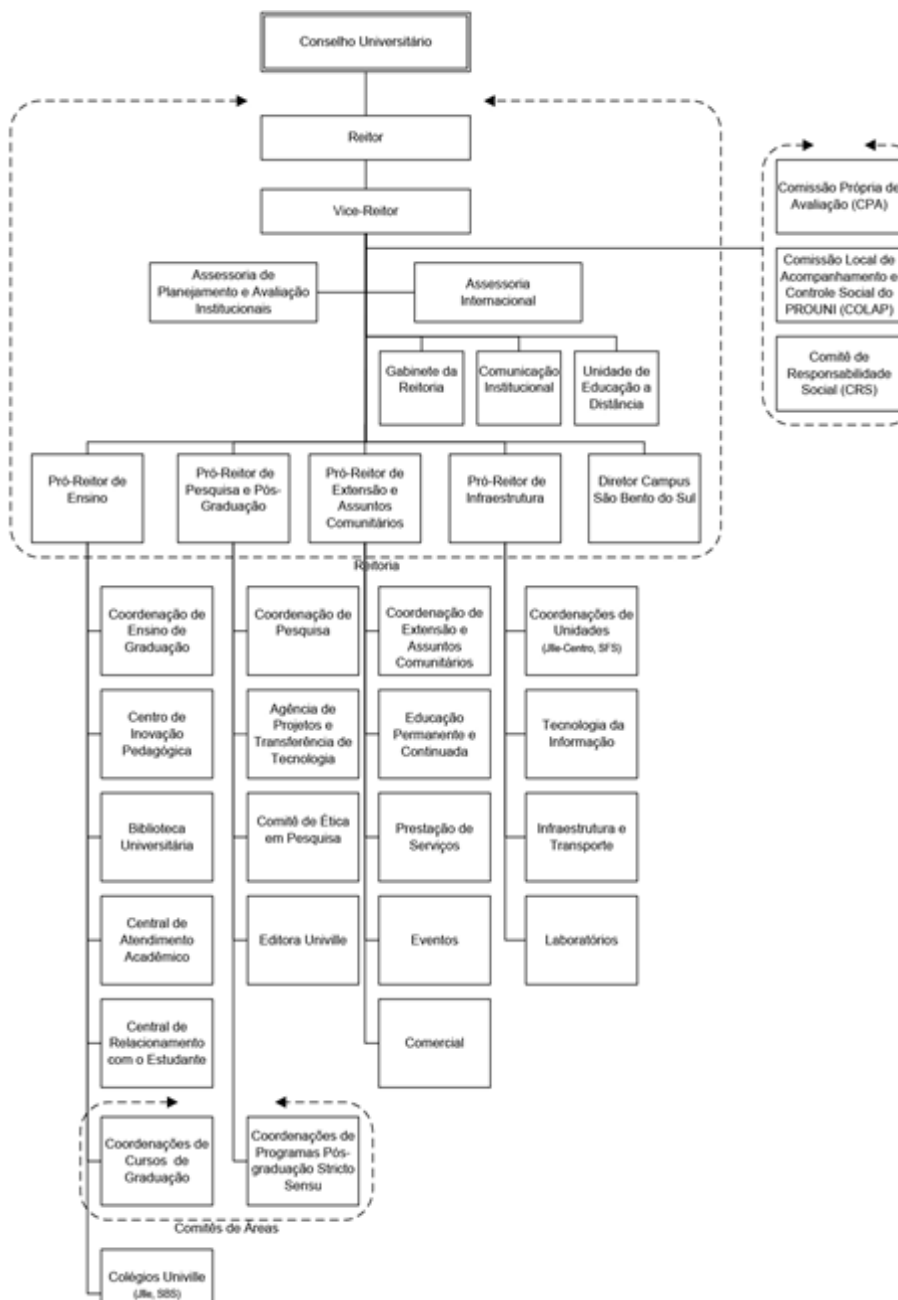 Conselho Universitário
Reitor
Vice-Reitor
Comissão Própria de
Avaliação (CPA)
Comissão Local de
Acompanhamento e
Controle Social do
PROUNI (COLAP)
Comitê de
Responsabilidade
Social (CRS)
Assessoria de
Planejamento e Avaliação
Institucionais
Assessoria
Internacional
Gabinete da
Reitoria
Comunicação
Institucional
Unidade de
Educação a
Distância
Pró-Reitor de
Ensino
Pró-Reitor de
Pesquisa e Pós-
Graduação
Pró-Reitor de
Extensão e
Assuntos
Comunitários
Pró-Reitor de
Infraestrutura
Diretor Campus
São Bento do Sul
Reitoria
Coordenação de
Ensino de
Graduação
Coordenação de
Pesquisa
Coordenação de
Extensão e
Assuntos
Comunitários
Coordenações de
Unidades
(Jlle-Centro, SFS)
Centro de
Inovação
Pedagógica
Agência de
Projetos e
Transferência de
Tecnologia
Educação
Permanente e
Continuada
Tecnologia da
Informação
Biblioteca
Universitária
Comitê de Ética
em Pesquisa
Prestação de
Serviços
Infraestrutura e
Transporte
Central de
Atendimento
Acadêmico
Editora Univille
Eventos
Laboratórios
Central de
Relacionamento
com o Estudante
Comercial
Coordenações de
Cursos de
Graduação
Coordenações de
Programas Pós-
graduação Stricto
Sensu
Comitês de Áreas
Colégios Univille
(Jlle, SBS)